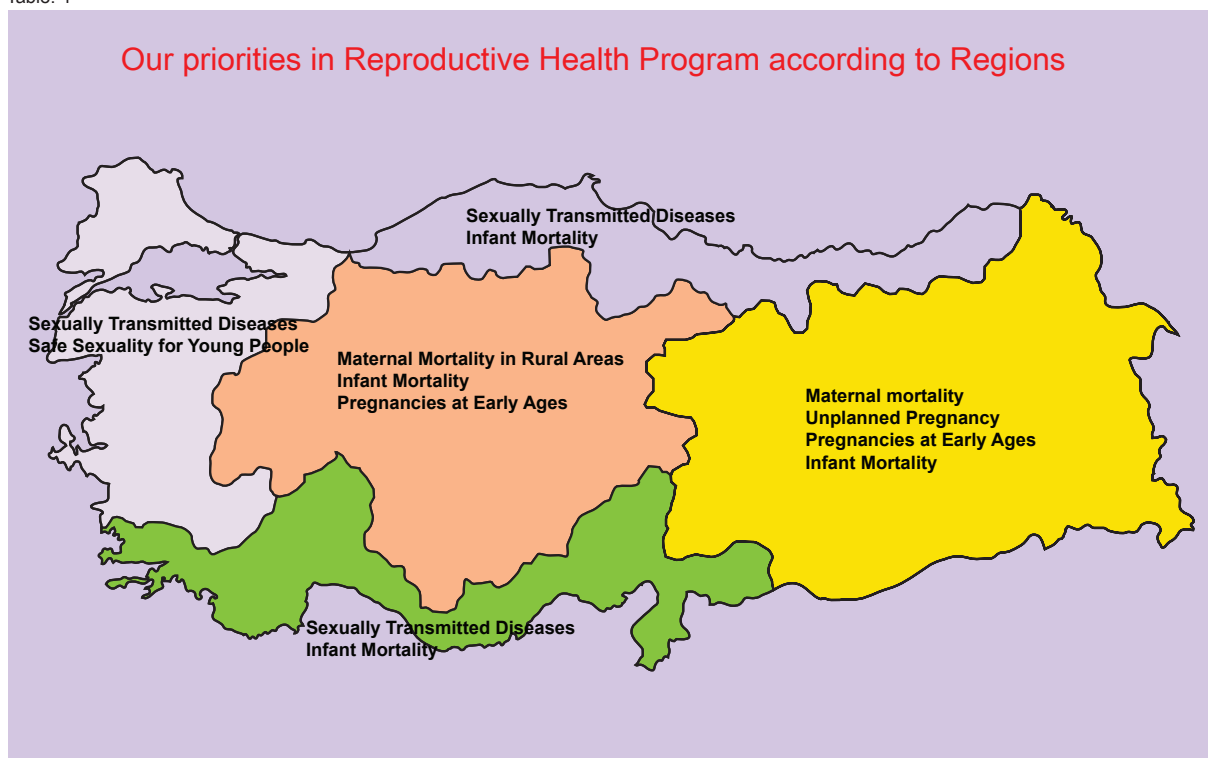 Our priorities in Reproductive Health Program according to Regions
Sexually Transmitted Diseases
Infant Mortality
Sexually Transmitted Diseases
Safe Sexuality for Young People
Maternal Mortality in Rural Areas
Infant Mortality
Pregnancies at Early Ages
Maternal mortality
Unplanned Pregnancy
Pregnancies at Early Ages
Infant Mortality
Sexually Transmitted Diseases
Infant Mortality